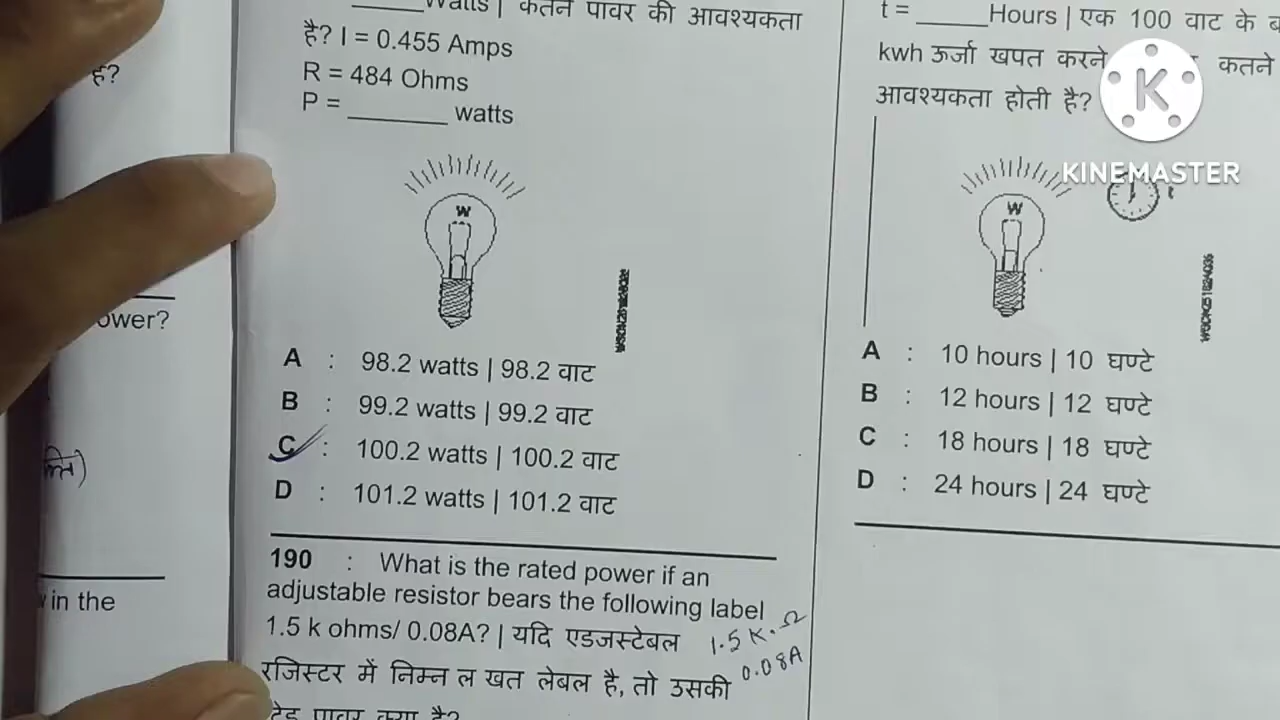 Watts | कितने पावर की आवश्यकता
है? I = 0.455 Amps
R = 484 Ohms
P = ________ watts
W
A : 98.2 watts | 98.2 वाट
B : 99.2 watts | 99.2 वाट
C : 100.2 watts | 100.2 वाट
D : 101.2 watts | 101.2 वाट
190 : What is the rated power if an
adjustable resistor bears the following label
1.5 k ohms/ 0.08A? | यदि एडजस्टेबल
रजिस्टर में निम्न ल खत लेबल है, तो उसकी
पावर क्या है?
1.5 K.Ω
0.08A
t = ______Hours | एक 100 वाट के
kwh ऊर्जा खपत करने कितने
आवश्यकता होती है?
W
t
A : 10 hours | 10 घण्टे
B : 12 hours | 12 घण्टे
C : 18 hours | 18 घण्टे
D : 24 hours | 24 घण्टे
है?
ower?
in the
K
KINEMASTER